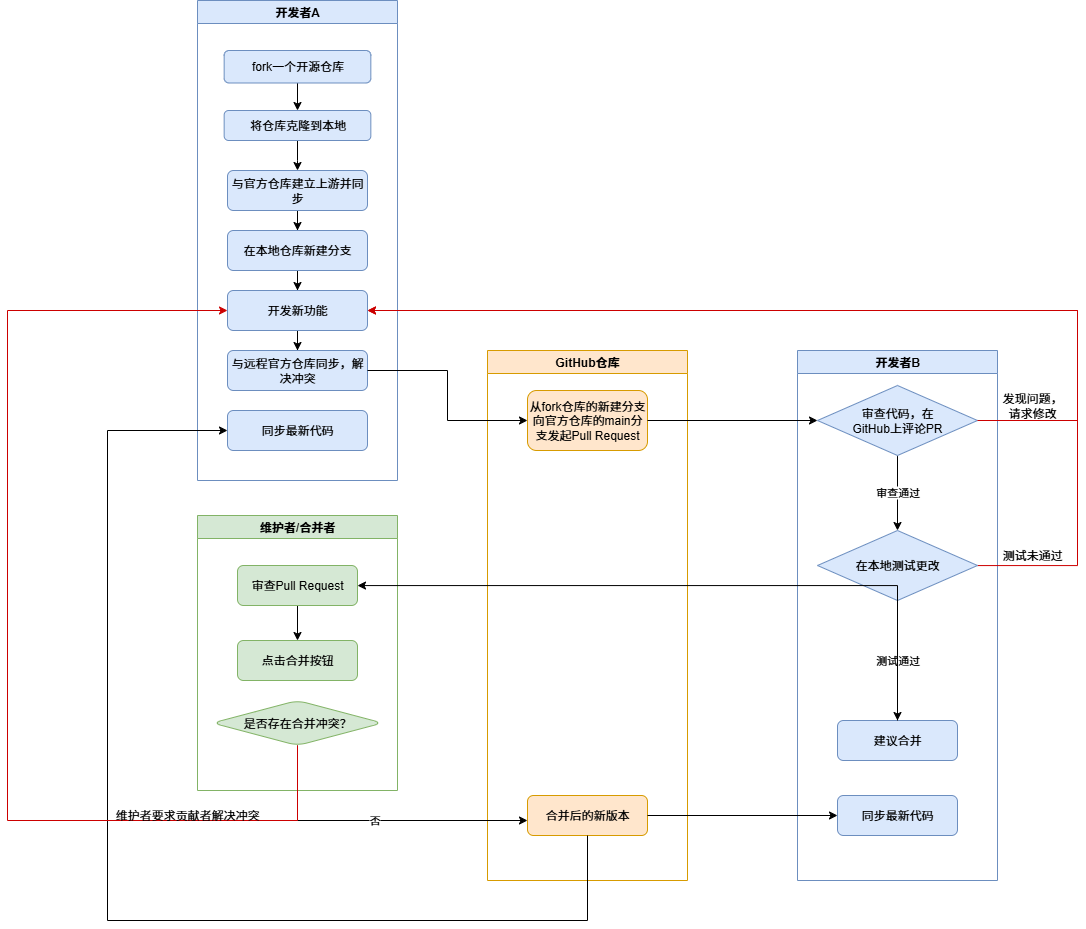 开发者A
fork一个开源仓库
将仓库克隆到本地
与官方仓库建立上游并同
步
在本地仓库新建分支
开发新功能
与远程官方仓库同步，解
决冲突
同步最新代码
GitHub仓库
从fork仓库的新建分支
向官方仓库的main分
支发起Pull Request
开发者B
审查代码，在
GitHub上评论PR
发现问题，
请求修改
审查通过
在本地测试更改
测试未通过
测试通过
建议合并
维护者/合并者
审查Pull Request
点击合并按钮
是否存在合并冲突?
维护者要求贡献者解决冲突
否
合并后的新版本
同步最新代码